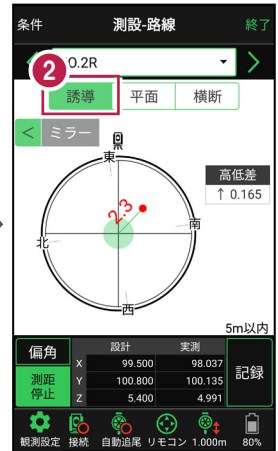 条件 測設-路線 終了
O.2R
2
誘導 平面 横断
< ミラー
東
高低差
↑ 0.165
2.3
南
北
西
5m以内
偏角 設計 実測
X 99.500 98.037
測距停止 Y 100.800 100.135 記録
Z 5.400 4.991
観測設定 接続 自動追尾 リモコン 1.000m 80%